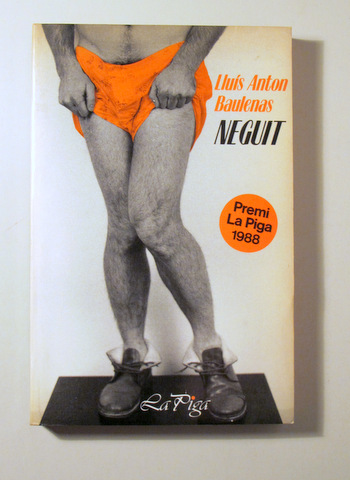 Lluís Anton
Baulenas
NEGUIT
Premi
La Piga
1988
La Piga